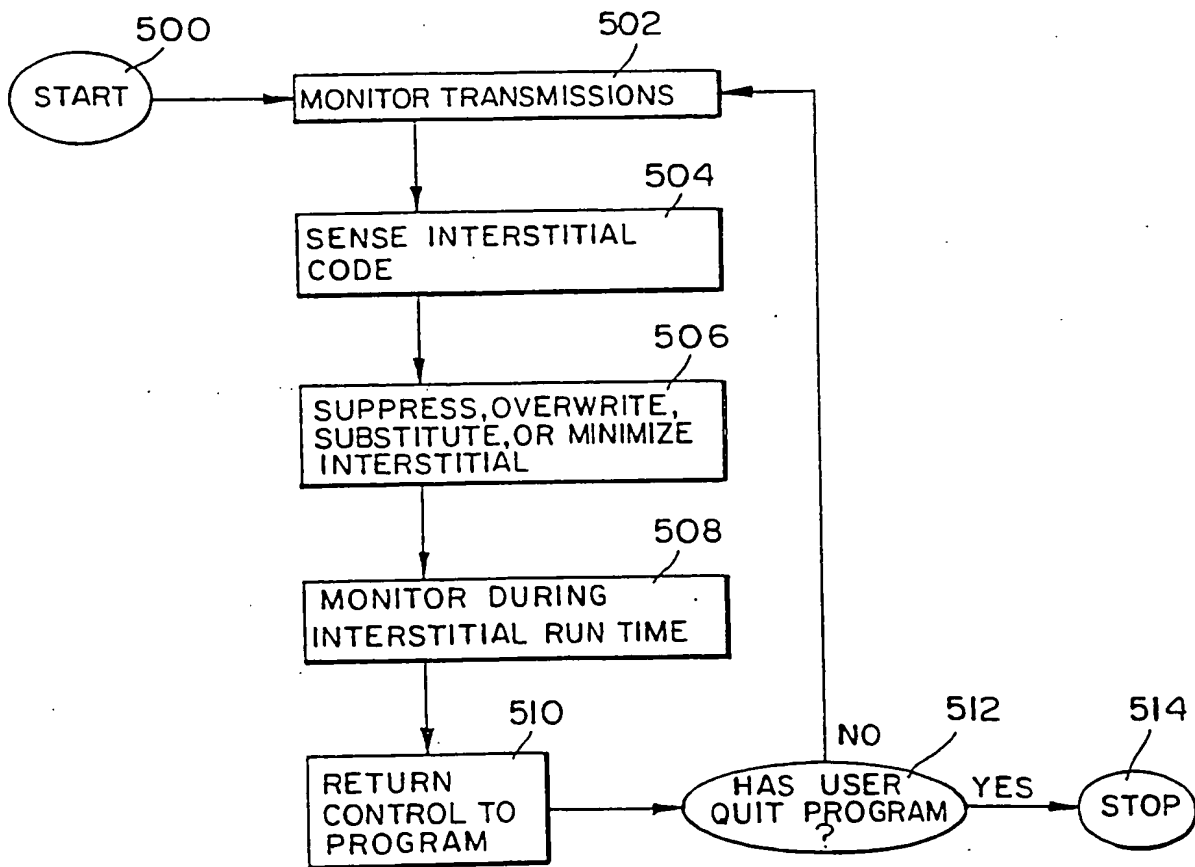 500
START
502
MONITOR TRANSMISSIONS
504
SENSE INTERSTITIAL
CODE
506
SUPPRESS, OVERWRITE,
SUBSTITUTE, OR MINIMIZE
INTERSTITIAL
508
MONITOR DURING
INTERSTITIAL RUN TIME
510
RETURN
CONTROL TO
PROGRAM
512
HAS USER
QUIT PROGRAM
?
NO
YES
514
STOP